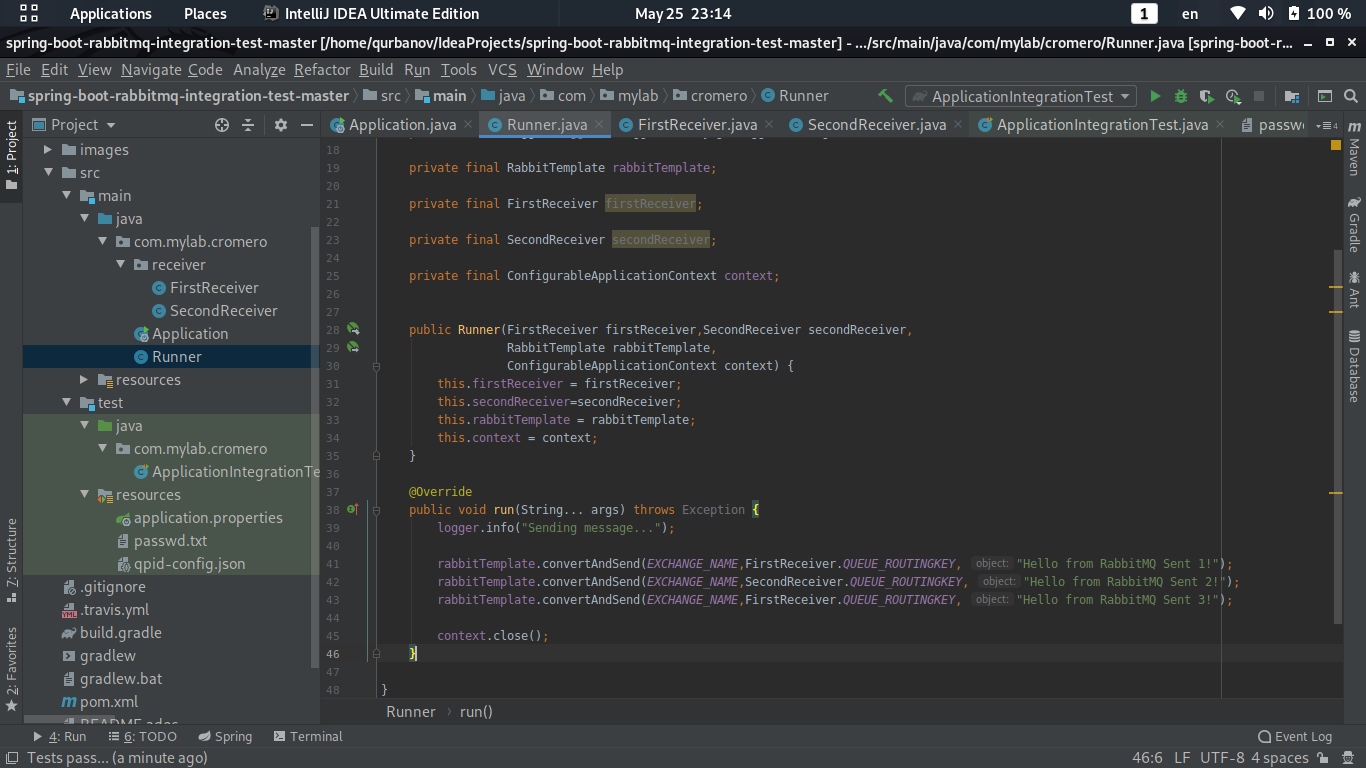 Applications Places IntelliJ IDEA Ultimate Edition May 25 23:14 1 en 100 %
spring-boot-rabbitmq-integration-test-master [/home/qurbanov/IdeaProjects/spring-boot-rabbitmq-integration-test-master] - .../src/main/java/com/mylab/cromero/Runner.java [spring-boot-r...
File Edit View Navigate Code Analyze Refactor Build Run Tools VCS Window Help
spring-boot-rabbitmq-integration-test-master src main java com mylab cromero Runner ApplicationIntegrationTest
1: Project
7: Structure
2: Favorites
Project
images
src
main
java
com.mylab.cromero
receiver
FirstReceiver
SecondReceiver
Application
Runner
resources
test
java
com.mylab.cromero
ApplicationIntegrationTe
resources
application.properties
passwd.txt
qpid-config.json
.gitignore
.travis.yml
build.gradle
gradlew
gradlew.bat
pom.xml
README.adoc
Application.java Runner.java FirstReceiver.java SecondReceiver.java ApplicationIntegrationTest.java passw 4
18
19 private final RabbitTemplate rabbitTemplate;
20
21 private final FirstReceiver firstReceiver;
22
23 private final SecondReceiver secondReceiver;
24
25 private final ConfigurableApplicationContext context;
26
27
28 public Runner(FirstReceiver firstReceiver,SecondReceiver secondReceiver,
29 RabbitTemplate rabbitTemplate,
30 ConfigurableApplicationContext context) {
31 this.firstReceiver = firstReceiver;
32 this.secondReceiver=secondReceiver;
33 this.rabbitTemplate = rabbitTemplate;
34 this.context = context;
35 }
36
37 @Override
38 public void run(String... args) throws Exception {
39 logger.info("Sending message...");
40
41 rabbitTemplate.convertAndSend(EXCHANGE_NAME,FirstReceiver.QUEUE_ROUTINGKEY, object: "Hello from RabbitMQ Sent 1!");
42 rabbitTemplate.convertAndSend(EXCHANGE_NAME,SecondReceiver.QUEUE_ROUTINGKEY, object: "Hello from RabbitMQ Sent 2!");
43 rabbitTemplate.convertAndSend(EXCHANGE_NAME,FirstReceiver.QUEUE_ROUTINGKEY, object: "Hello from RabbitMQ Sent 3!");
44
45 context.close();
46 }
47
48 }
Runner run()
Maven
Gradle
Ant
Database
4: Run 6: TODO Spring Terminal Event Log
Tests pass... (a minute ago) 46:6 LF UTF-8 4 spaces